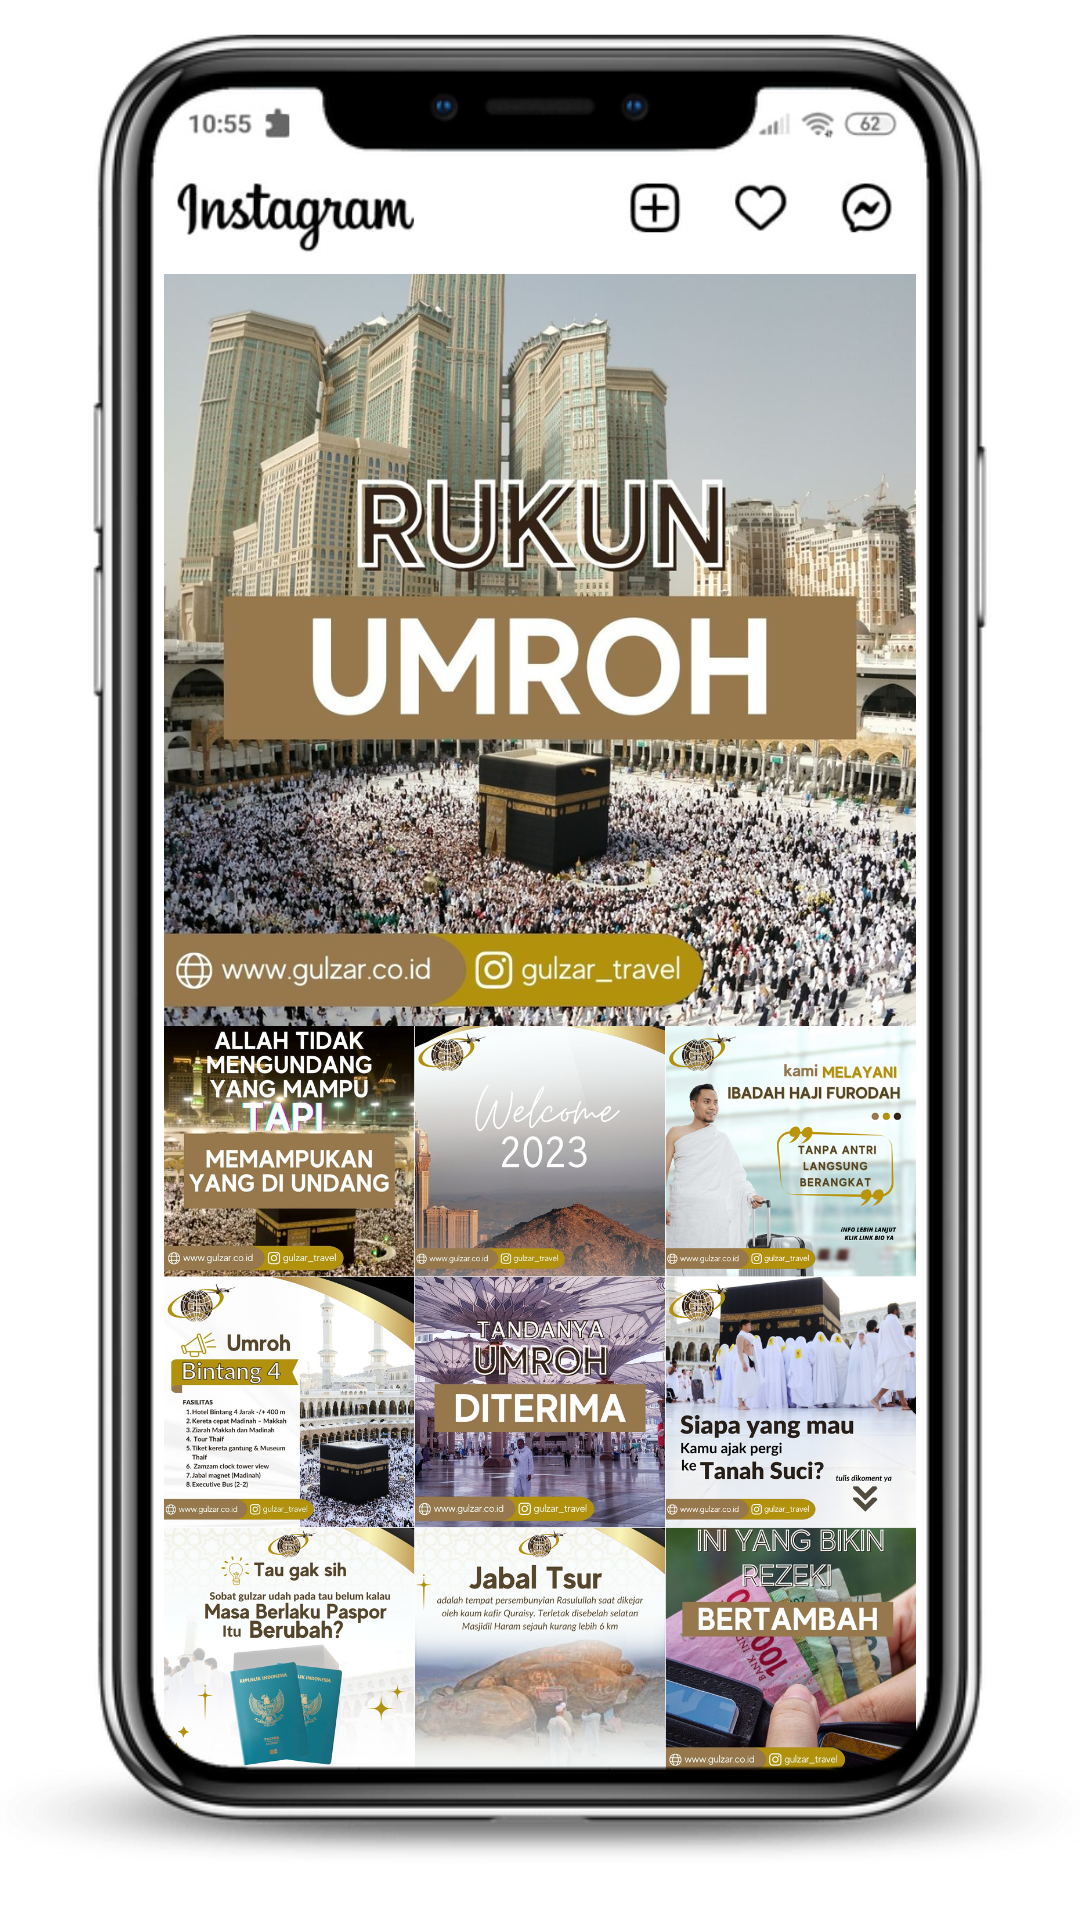 10:55
62
Instagram
RUKUN
UMROH
www.gulzar.co.id
gulzar_travel
ALLAH TIDAK
MENGUNDANG
YANG MAMPU
TAPI
MEMAMPUKAN
YANG DI UNDANG
www.gulzar.co.id
gulzar_travel
Welcome
2023
www.gulzar.co.id
gulzar_travel
kami MELAYANI
IBADAH HAJI FURODAH
TANPA ANTRI
LANGSUNG
BERANGKAT
INFO LEBIH LANJUT
KLIK LINK BIO YA
www.gulzar.co.id
gulzar_travel
Umroh
Bintang 4
FASILITAS
1. Hotel Bintang 4 Jarak -/+ 400 m
2. Kereta cepat Madinah – Makkah
3. Ziarah Makkah dan Madinah
4. Tour Thaif
5. Tiket kereta gantung & Museum
Thaif
6. Zamzam clock tower view
7. Jabal magnet (Madinah)
8. Executive Bus (2-2)
www.gulzar.co.id
gulzar_travel
TANDANYA
UMROH
DITERIMA
www.gulzar.co.id
gulzar_travel
Siapa yang mau
Kamu ajak pergi
ke Tanah Suci?
tulis dikoment ya
www.gulzar.co.id
gulzar_travel
Tau gak sih
Sobat gulzar udah pada tau belum kalau
Masa Berlaku Paspor
Itu Berubah?
REPUBLIK INDONESIA
Jabal Tsur
adalah tempat persembunyian Rasulullah saat dikejar
oleh kaum kafir Quraisy. Terletak disebelah selatan
Masjidil Haram sejauh kurang lebih 6 km
INI YANG BIKIN
REZEKI
BERTAMBAH
www.gulzar.co.id
gulzar_travel